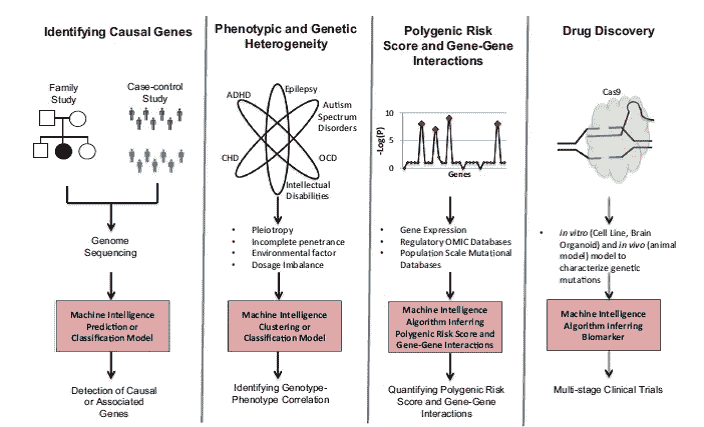 Identifying Causal Genes
Family
Study
Case-control
Study
Genome
Sequencing
Machine Intelligence
Prediction or
Classification Model
Detection of Causal
or Associated
Genes
Phenotypic and Genetic
Heterogeneity
Epilepsy
ADHD
Autism
Spectrum
Disorders
CHD
OCD
Intellectual
Disabilities
• Pleiotropy
• Incomplete penetrance
• Environmental factor
• Dosage Imbalance
Machine Intelligence
Clustering or
Classification Model
Identifying Genotype-
Phenotype Correlation
Polygenic Risk
Score and Gene-Gene
Interactions
10
5
0
-Log(P)
Genes
• Gene Expression
• Regulatory OMIC Databases
• Population Scale Mutational
Databases
Machine Intelligence
Algorithm Inferring
Polygenic Risk Score and
Gene-Gene Interactions
Quantifying Polygenic Risk
Score and Gene-Gene
Interactions
Drug Discovery
Cas9
• in vitro (Cell Line, Brain
Organoid) and in vivo (animal
model) model to
characterize genetic
mutations
Machine Intelligence
Algorithm Inferring
Biomarker
Multi-stage Clinical Trials